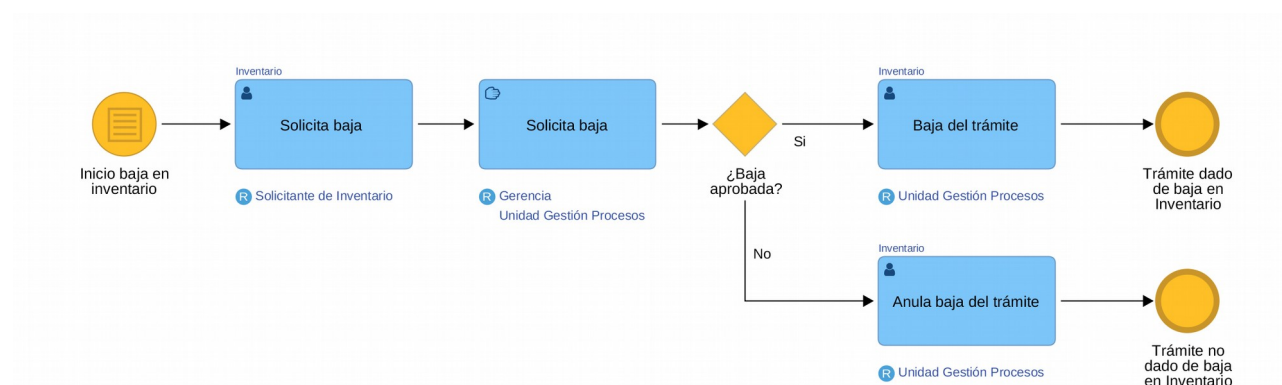 Inventario
Solicita baja
Solicita baja
Inicio baja en
inventario
R Solicitante de Inventario
R Gerencia
Unidad Gestión Procesos
¿Baja
aprobada?
Si
No
Inventario
Baja del trámite
R Unidad Gestión Procesos
Trámite dado
de baja en
Inventario
Inventario
Anula baja del trámite
R Unidad Gestión Procesos
Trámite no
dado de baja
en Inventario